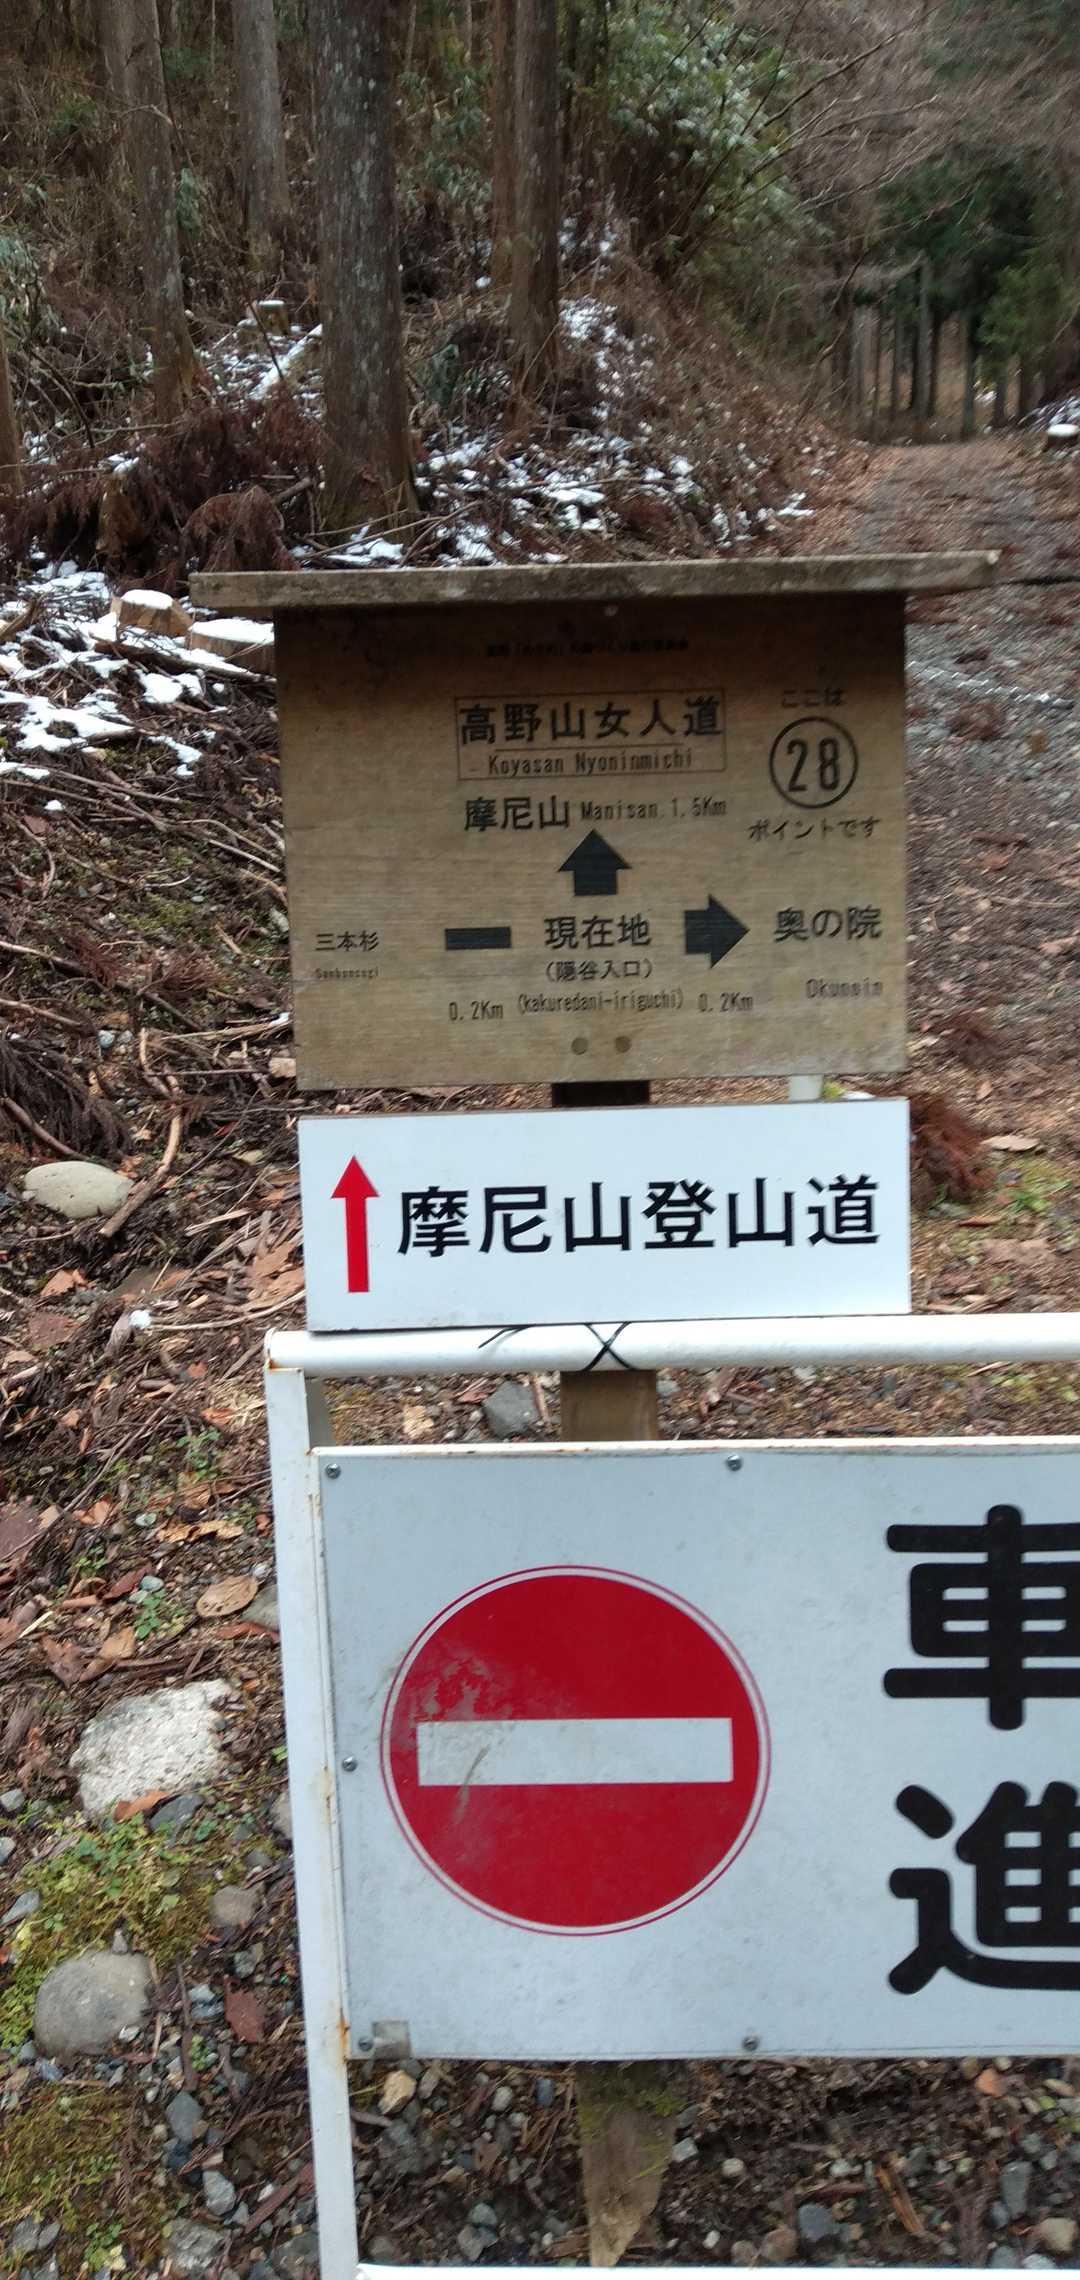 高野山女人道
Koyasan Nyoninmichi
ここは
28
ポイントです
摩尼山 Manisan 1.5Km
三本杉
Sanbonsugi
現在地
(隠谷入口)
(kakuredani-iriguchi)
0.2Km
0.2Km
奥の院
Okunoin
摩尼山登山道
車
進